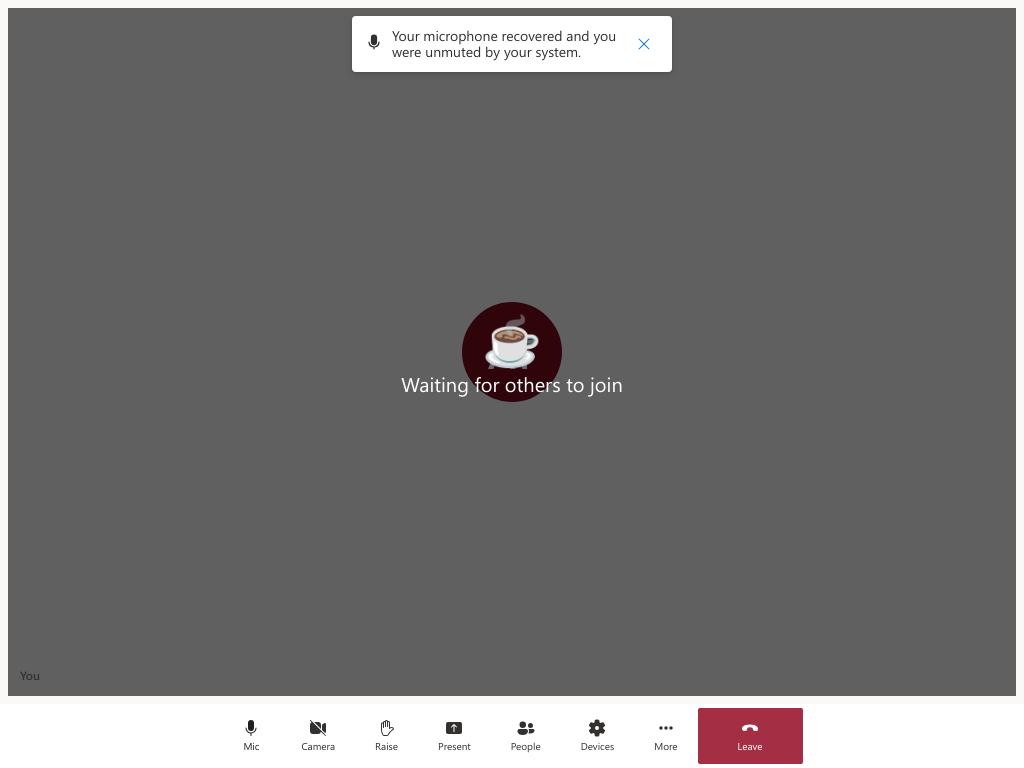 Your microphone recovered and you
were unmuted by your system.
Waiting for others to join
You
Mic
Camera
Raise
Present
People
Devices
More
Leave